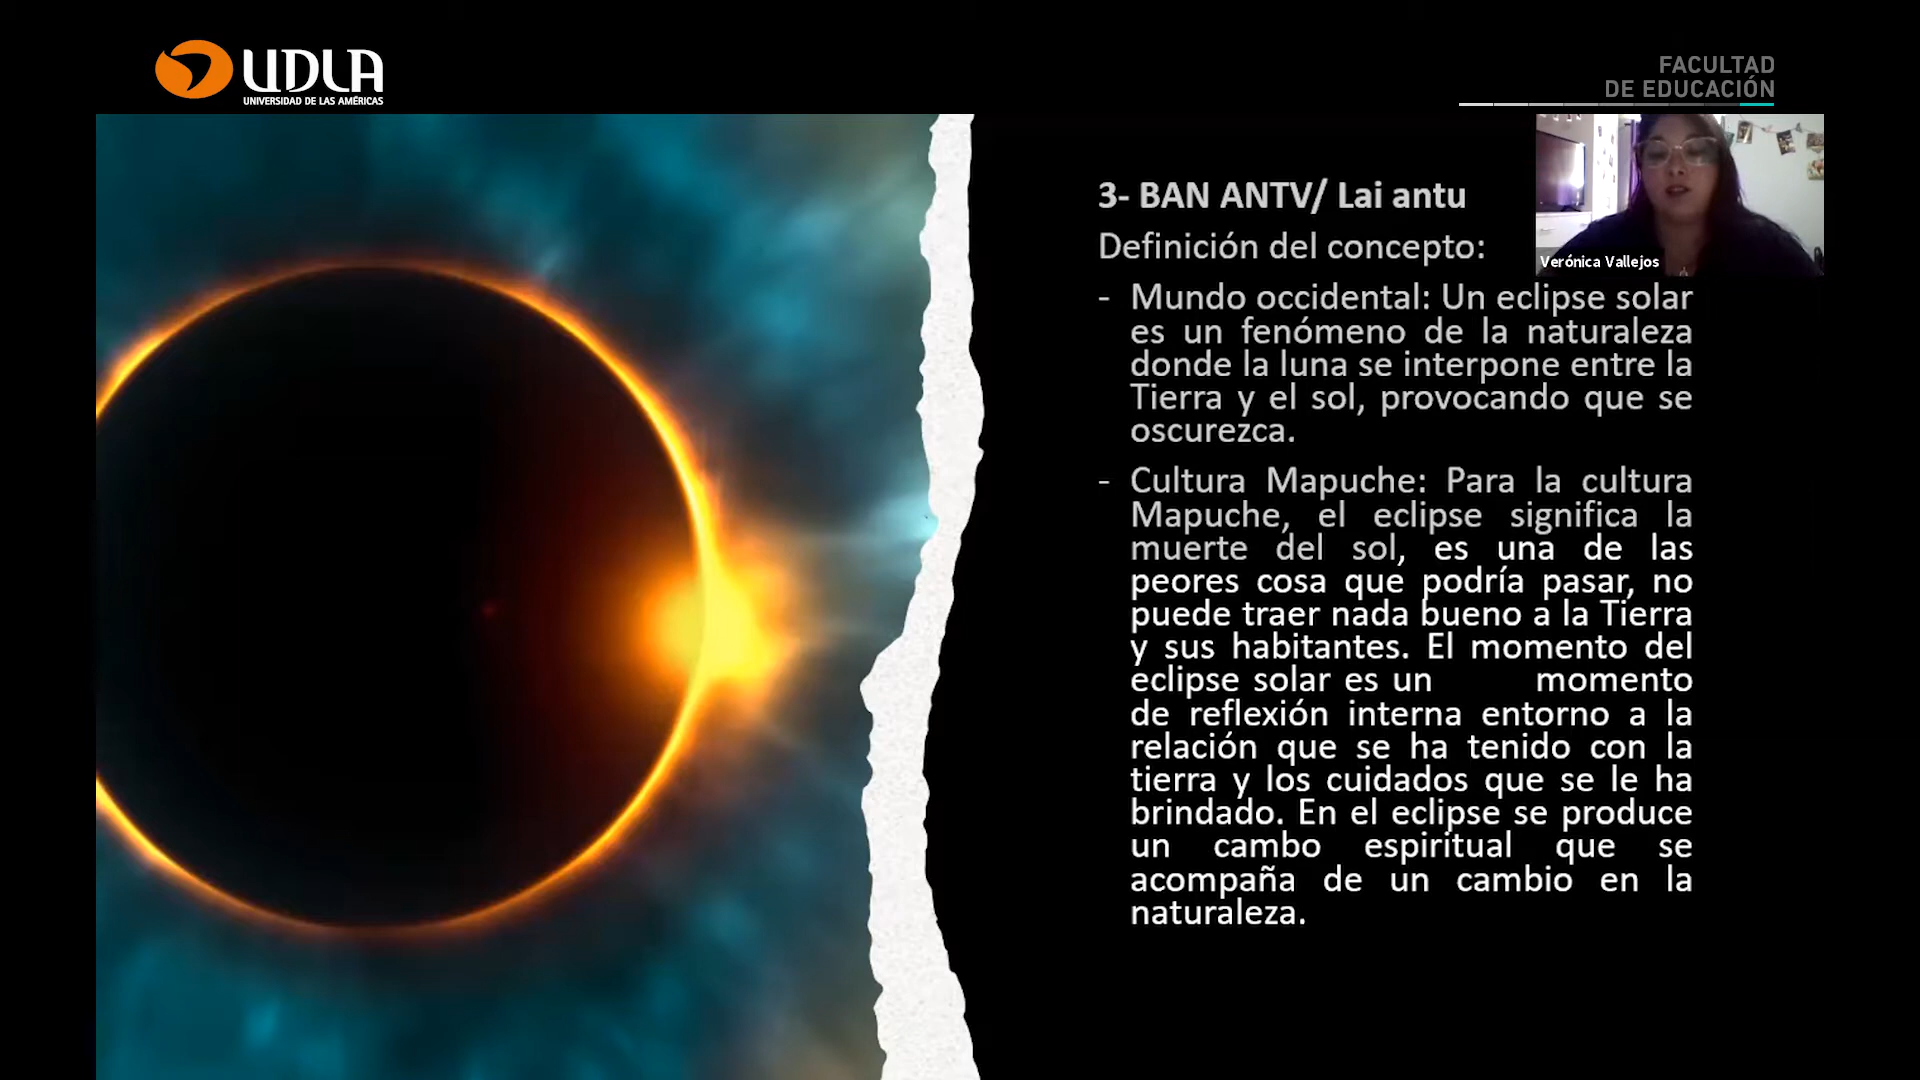 UDLA
UNIVERSIDAD DE LAS AMÉRICAS
FACULTAD
DE EDUCACIÓN
Verónica Vallejos
3- BAN ANTV/ Lai antu
Definición del concepto:
- Mundo occidental: Un eclipse solar
es un fenómeno de la naturaleza
donde la luna se interpone entre la
Tierra y el sol, provocando que se
oscurezca.
- Cultura Mapuche: Para la cultura
Mapuche, el eclipse significa la
muerte del sol, es una de las
peores cosa que podría pasar, no
puede traer nada bueno a la Tierra
y sus habitantes. El momento del
eclipse solar es un momento
de reflexión interna entorno a la
relación que se ha tenido con la
tierra y los cuidados que se le ha
brindado. En el eclipse se produce
un cambo espiritual que se
acompaña de un cambio en la
naturaleza.